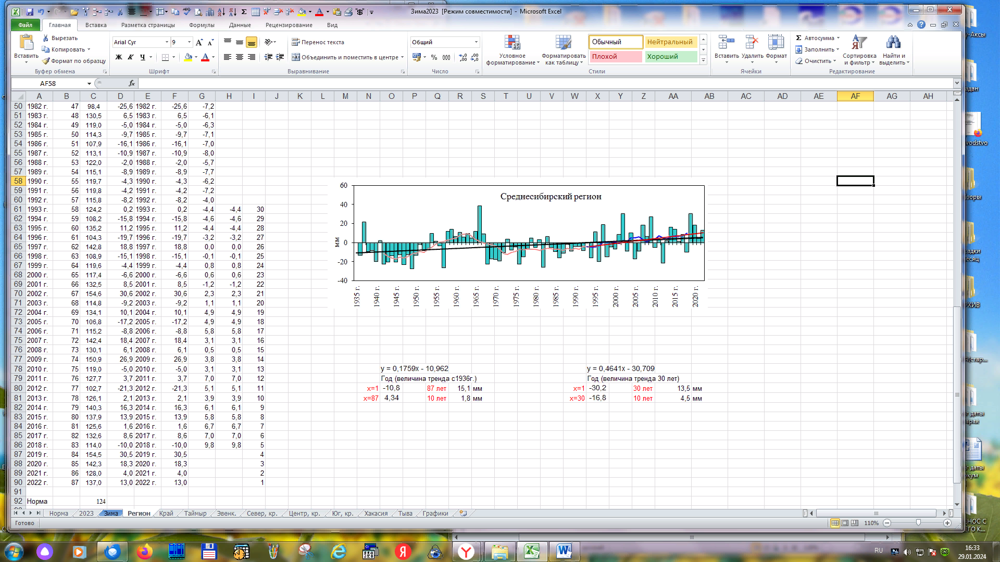 Зима2023 [Режим совместимости] - Microsoft Excel
Файл Главная Вставка Разметка страницы Формулы Данные Рецензирование Вид
Вставить
Вырезать
Копировать
Формат по образцу
Буфер обмена
Arial Cyr 9
Ж К Ч
Шрифт
Перенос текста
Объединить и поместить в центре
Выравнивание
Общий
% 000
Число
Условное форматирование
Форматировать как таблицу
Обычный Нейтральный
Плохой Хороший
Стили
Вставить Удалить Формат
Ячейки
Автосумма
Заполнить
Очистить
Сортировка и фильтр
Найти и выделить
Редактирование
AF58 fx
A B C D E F G H I J K L M N O P Q R S T U V W X Y Z AA AB AC AD AE AF AG AH
50 1982 г. 47 98,4 -25,6 1982 г. -25,6 -7,2
51 1983 г. 48 130,5 6,5 1983 г. 6,5 -6,1
52 1984 г. 49 119,0 -5,0 1984 г. -5,0 -6,3
53 1985 г. 50 114,3 -9,7 1985 г. -9,7 -7,1
54 1986 г. 51 107,9 -16,1 1986 г. -16,1 -7,0
55 1987 г. 52 113,1 -10,9 1987 г. -10,9 -8,0
56 1988 г. 53 122,0 -2,0 1988 г. -2,0 -5,7
57 1989 г. 54 115,1 -8,9 1989 г. -8,9 -7,7
58 1990 г. 55 119,7 -4,3 1990 г. -4,3 -6,2
59 1991 г. 56 119,8 -4,2 1991 г. -4,2 -7,2
60 1992 г. 57 115,8 -8,2 1992 г. -8,2 -4,0
61 1993 г. 58 124,2 0,2 1993 г. 0,2 -4,4 -4,4 30
62 1994 г. 59 108,2 -15,8 1994 г. -15,8 -4,6 -4,6 29
63 1995 г. 60 135,2 11,2 1995 г. 11,2 -4,4 -4,4 28
64 1996 г. 61 104,3 -19,7 1996 г. -19,7 -3,2 -3,2 27
65 1997 г. 62 142,8 18,8 1997 г. 18,8 0,0 0,0 26
66 1998 г. 63 108,9 -15,1 1998 г. -15,1 -0,1 -0,1 25
67 1999 г. 64 119,6 -4,4 1999 г. -4,4 0,8 0,8 24
68 2000 г. 65 117,4 -6,6 2000 г. -6,6 0,6 0,6 23
69 2001 г. 66 132,5 8,5 2001 г. 8,5 -1,2 -1,2 22
70 2002 г. 67 154,6 30,6 2002 г. 30,6 2,3 2,3 21
71 2003 г. 68 114,8 -9,2 2003 г. -9,2 1,1 1,1 20
72 2004 г. 69 134,1 10,1 2004 г. 10,1 4,9 4,9 19
73 2005 г. 70 106,8 -17,2 2005 г. -17,2 4,9 4,9 18
74 2006 г. 71 115,2 -8,8 2006 г. -8,8 5,8 5,8 17
75 2007 г. 72 142,4 18,4 2007 г. 18,4 3,1 3,1 16
76 2008 г. 73 130,1 6,1 2008 г. 6,1 0,5 0,5 15
77 2009 г. 74 150,9 26,9 2009 г. 26,9 3,8 3,8 14
78 2010 г. 75 119,0 -5,0 2010 г. -5,0 3,1 3,1 13
79 2011 г. 76 127,7 3,7 2011 г. 3,7 7,0 7,0 12
80 2012 г. 77 102,7 -21,3 2012 г. -21,3 5,1 5,1 11
81 2013 г. 78 126,1 2,1 2013 г. 2,1 3,9 3,9 10
82 2014 г. 79 140,3 16,3 2014 г. 16,3 6,1 6,1 9
83 2015 г. 80 137,9 13,9 2015 г. 13,9 5,8 5,8 8
84 2016 г. 81 125,6 1,6 2016 г. 1,6 6,7 6,7 7
85 2017 г. 82 132,6 8,6 2017 г. 8,6 7,0 7,0 6
86 2018 г. 83 114,0 -10,0 2018 г. -10,0 9,8 9,8 5
87 2019 г. 84 154,5 30,5 2019 г. 30,5 4
88 2020 г. 85 142,3 18,3 2020 г. 18,3 3
89 2021 г. 86 128,0 4,0 2021 г. 4,0 2
90 2022 г. 87 137,0 13,0 2022 г. 13,0 1
91
92 Норма 124
Среднесибирский регион
60
40
20
0
-20
-40
мм
1935 г. 1940 г. 1945 г. 1950 г. 1955 г. 1960 г. 1965 г. 1970 г. 1975 г. 1980 г. 1985 г. 1990 г. 1995 г. 2000 г. 2005 г. 2010 г. 2015 г. 2020 г.
y = 0,1759x - 10,962
Год (величина тренда с1936г.)
x=1 -10,8 87 лет 15,1 мм
x=87 4,34 10 лет 1,8 мм
y = 0,4641x - 30,709
Год (величина тренда 30 лет)
x=1 -30,2 30 лет 13,5 мм
x=30 -16,8 10 лет 4,5 мм
Норма 2023 Зима Регион Край Таймыр Эвенк. Север, кр. Центр, кр. Юг, кр. Хакасия Тыва Графики
Готово 110%
RU
16:33
29.01.2024